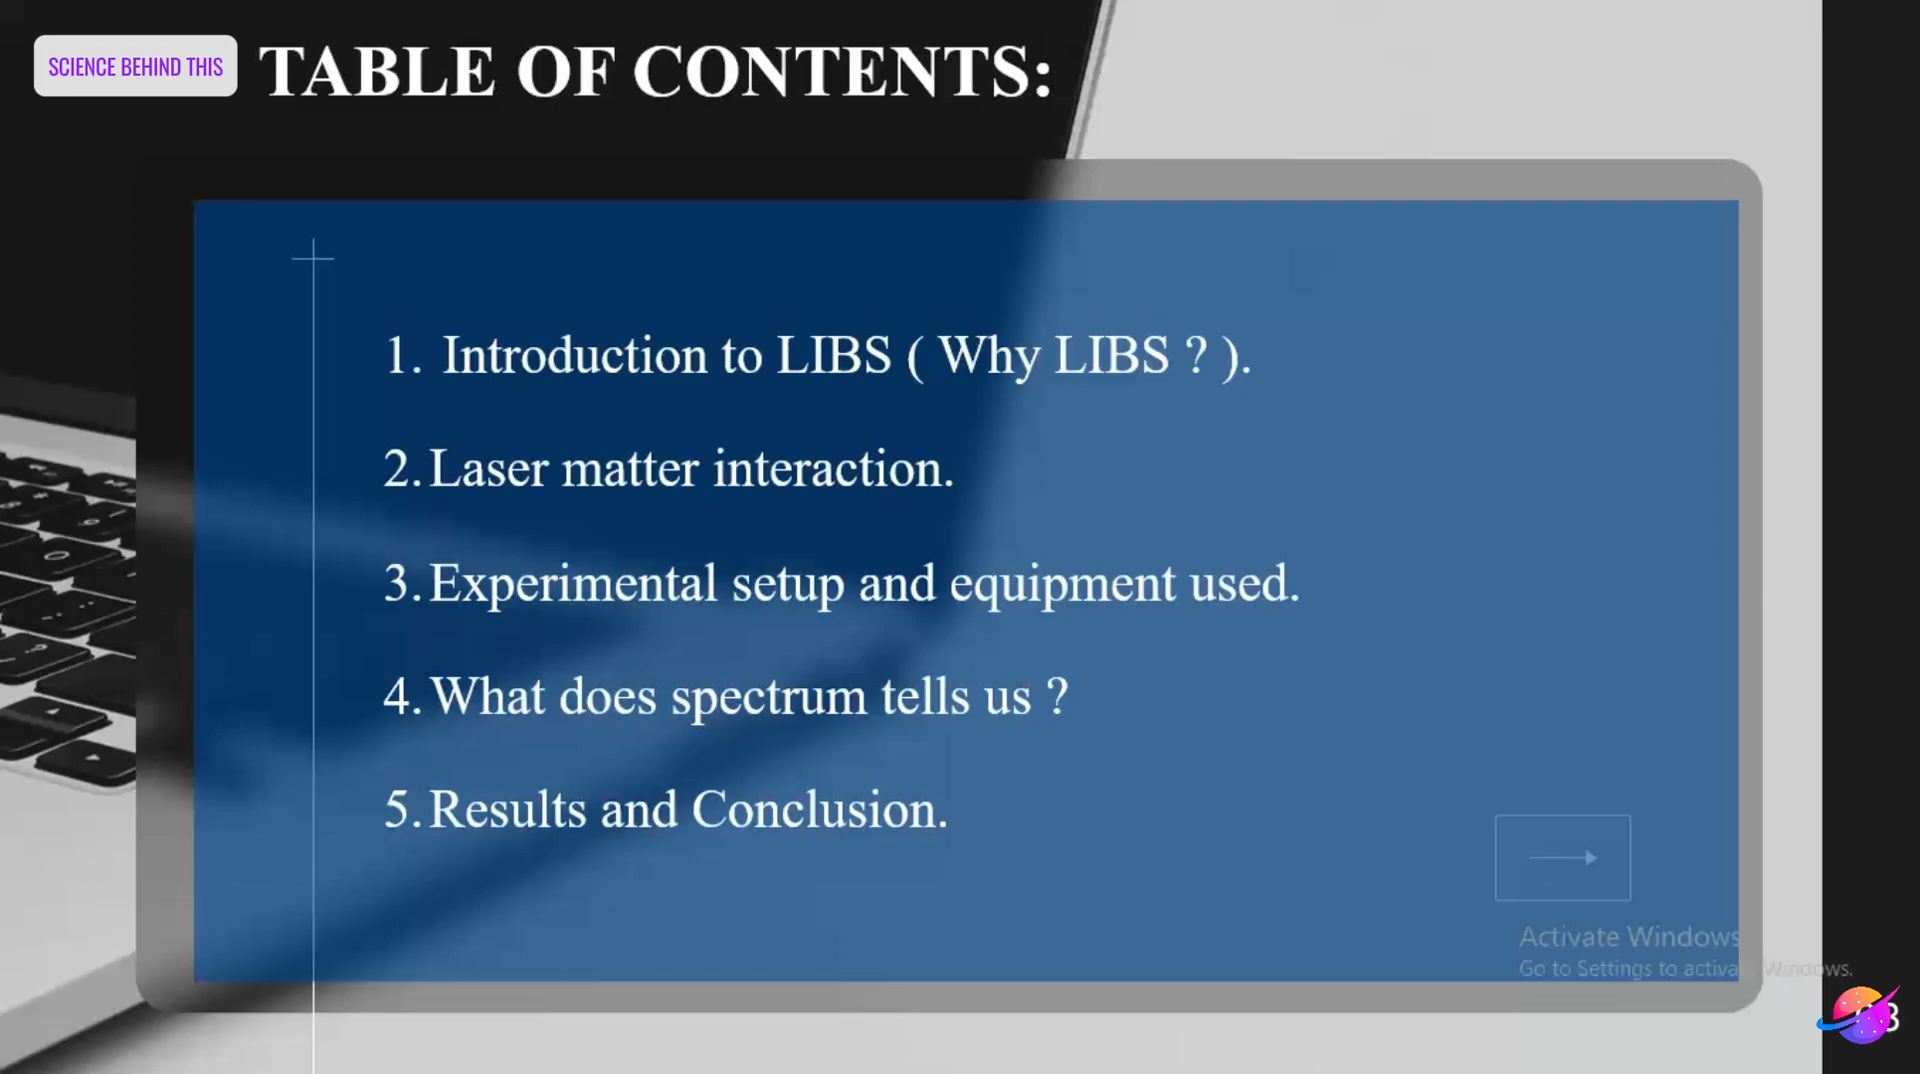 SCIENCE BEHIND THIS
TABLE OF CONTENTS:
1. Introduction to LIBS ( Why LIBS ? ).
2. Laser matter interaction.
3. Experimental setup and equipment used.
4. What does spectrum tells us ?
5. Results and Conclusion.
Activate Windows
Go to Settings to activate Windows.